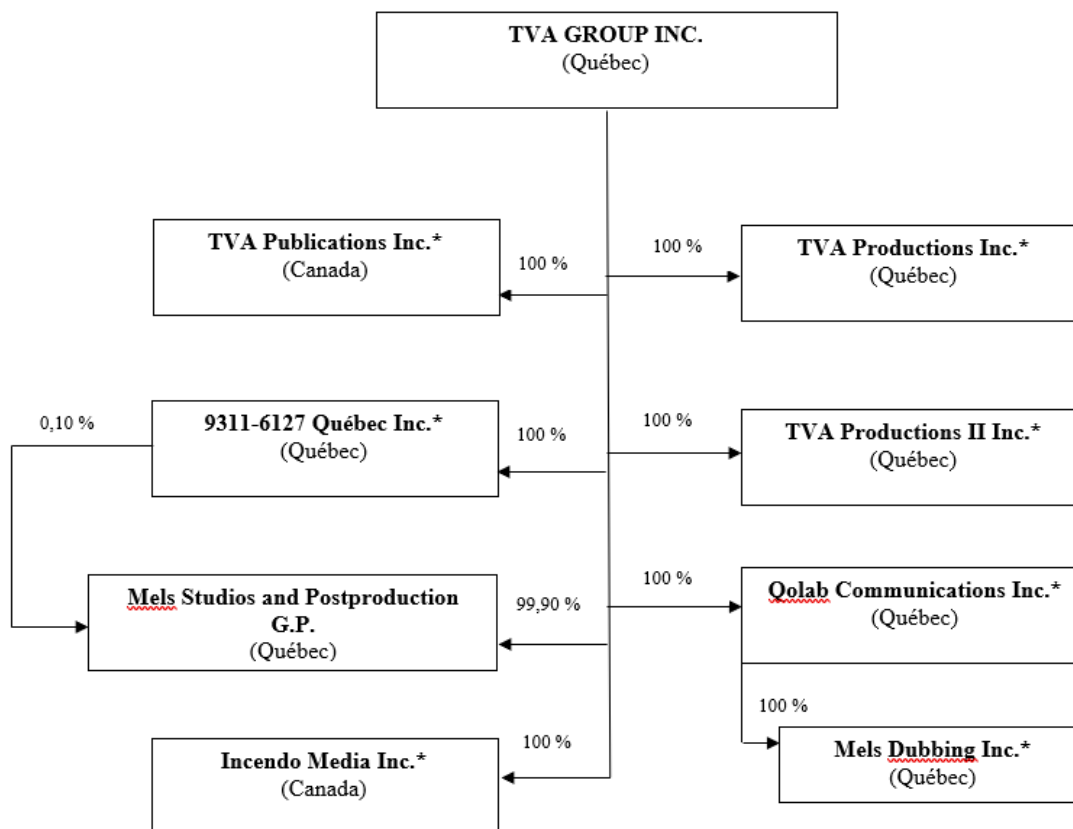 TVA GROUP INC.
(Québec)
TVA Publications Inc.*
(Canada)
100 %
100 %
TVA Productions Inc.*
(Québec)
0,10 %
9311-6127 Québec Inc.*
(Québec)
100 %
100 %
TVA Productions II Inc.*
(Québec)
Mels Studios and Postproduction
G.P.
(Québec)
99,90 %
100 %
Qolab Communications Inc.*
(Québec)
100 %
Mels Dubbing Inc.*
(Québec)
Incendo Media Inc.*
(Canada)
100 %